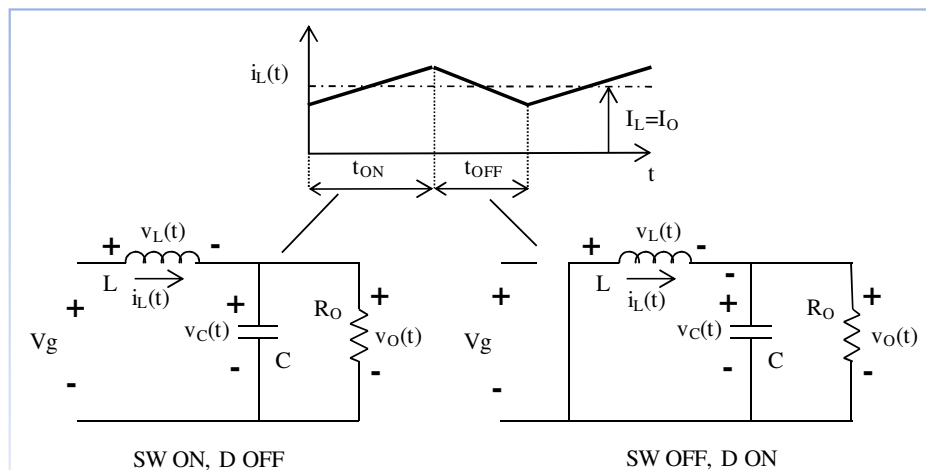 i_L(t)
I_L=I_O
t_ON
t_OFF
t
+ v_L(t) -
L
i_L(t)
+
Vg
-
+
v_C(t)
-
C
R_O
+
v_O(t)
-
SW ON, D OFF
+ v_L(t) -
L
i_L(t)
+
Vg
-
-
+
v_C(t)
-
C
R_O
+
v_O(t)
-
SW OFF, D ON